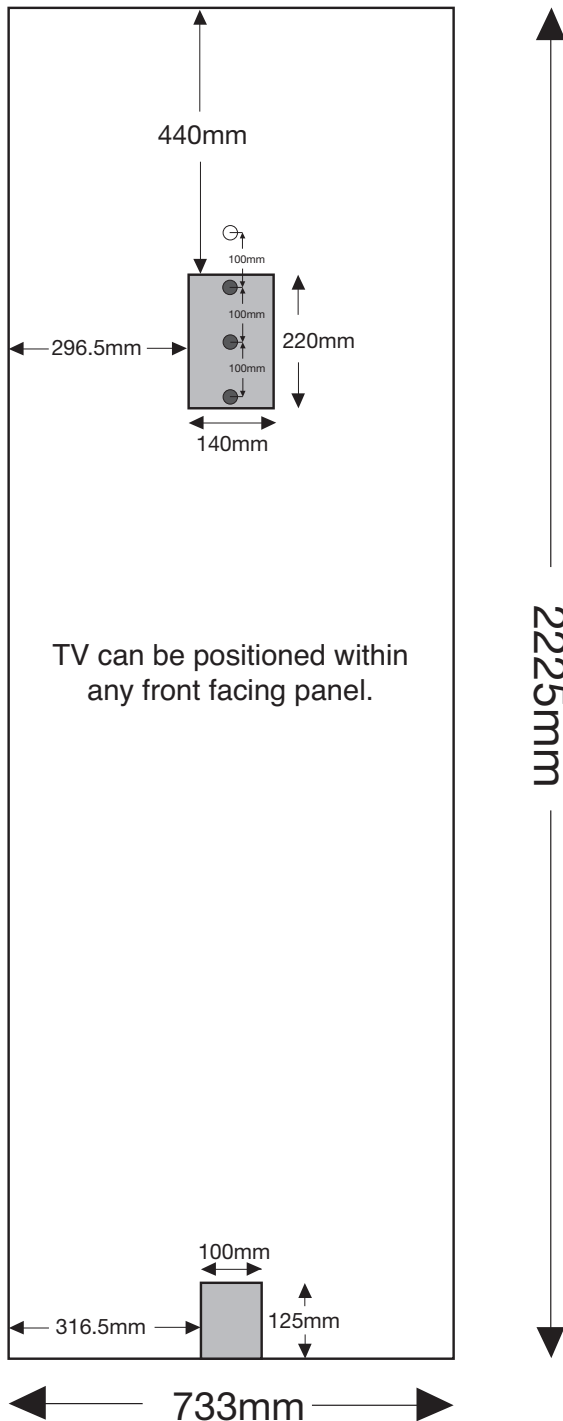 440mm
100mm
100mm
296.5mm
220mm
100mm
140mm
TV can be positioned within
any front facing panel.
2225mm
100mm
316.5mm
125mm
733mm